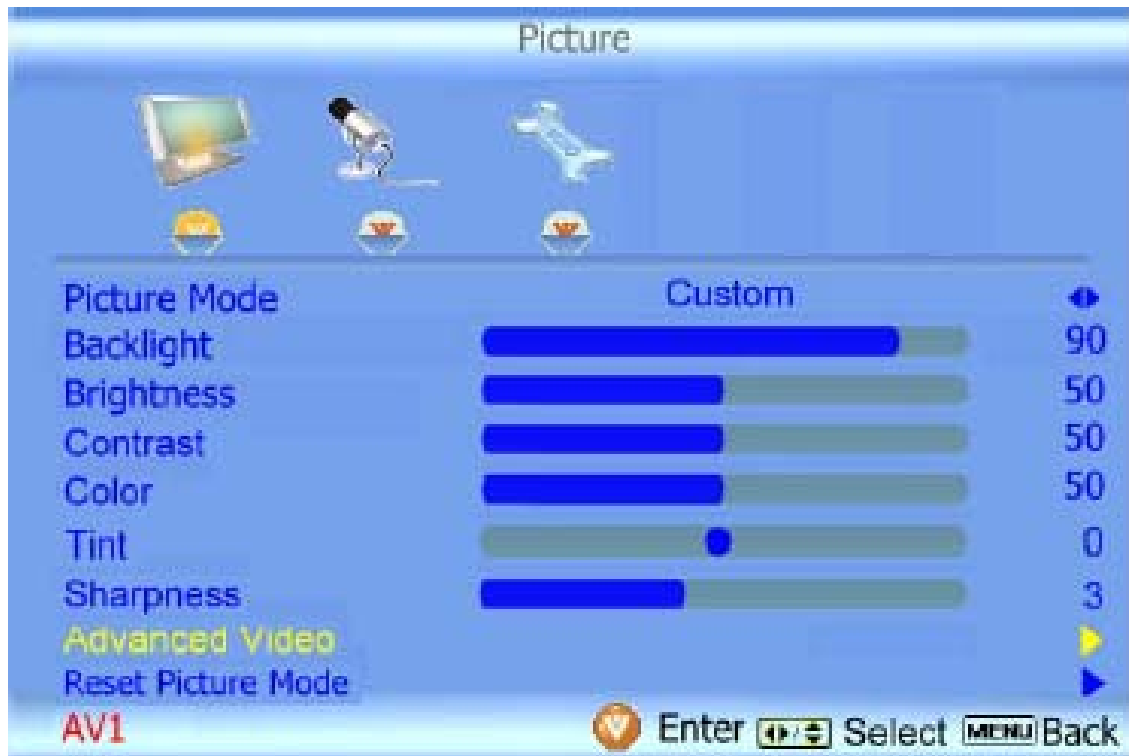 Picture
Picture Mode Custom
Backlight 90
Brightness 50
Contrast 50
Color 50
Tint 0
Sharpness 3
Advanced Video
Reset Picture Mode
AV1 V Enter Select MENU Back